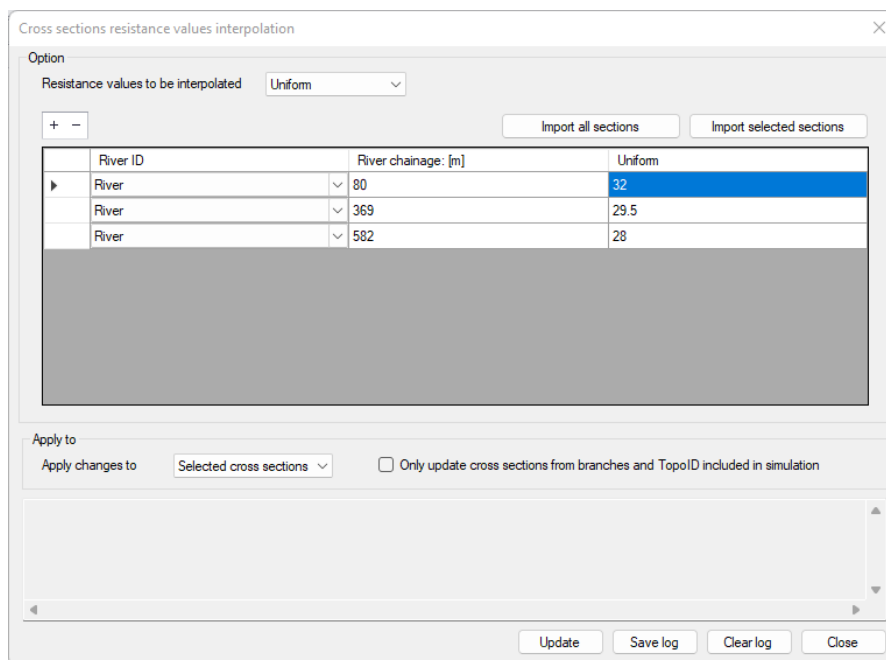 Cross sections resistance values interpolation
Option
Resistance values to be interpolated Uniform
+ − Import all sections Import selected sections
River ID River chainage: [m] Uniform
River 80 32
River 369 29.5
River 582 28
Apply to
Apply changes to Selected cross sections Only update cross sections from branches and TopoID included in simulation
Update Save log Clear log Close